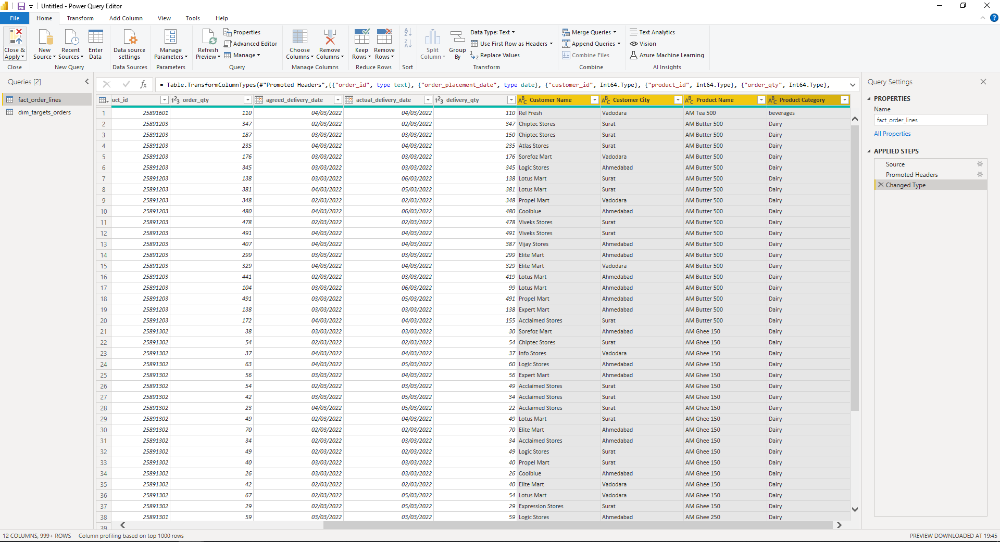 Untitled - Power Query Editor
File Home Transform Add Column View Tools Help
Close & Apply
New Source
Recent Sources
Enter Data
Data source settings
Manage Parameters
Refresh Preview
Properties
Advanced Editor
Manage
Choose Columns
Remove Columns
Keep Rows
Remove Rows
Split Column
Group By
Data Type: Text
Use First Row as Headers
Replace Values
Merge Queries
Append Queries
Combine Files
Text Analytics
Vision
Azure Machine Learning
Close New Query Data Sources Parameters Query Manage Columns Reduce Rows Sort Transform Combine AI Insights
Queries [2]
fact_order_lines
dim_targets_orders
= Table.TransformColumnTypes(#"Promoted Headers",{{"order_id", type text}, {"order_placement_date", type date}, {"customer_id", Int64.Type}, {"product_id", Int64.Type}, {"order_qty", Int64.Type},
uct_id order_qty agreed_delivery_date actual_delivery_date delivery_qty Customer Name Customer City Product Name Product Category
1 25891601 110 04/03/2022 04/03/2022 110 Rel Fresh Vadodara AM Tea 500 beverages
2 25891203 347 02/03/2022 02/03/2022 347 Chiptec Stores Surat AM Butter 500 Dairy
3 25891203 187 03/03/2022 03/03/2022 150 Chiptec Stores Surat AM Butter 500 Dairy
4 25891203 235 04/03/2022 04/03/2022 235 Atlas Stores Surat AM Butter 500 Dairy
5 25891203 176 03/03/2022 03/03/2022 176 Sorefoz Mart Vadodara AM Butter 500 Dairy
6 25891203 345 03/03/2022 03/03/2022 345 Logic Stores Ahmedabad AM Butter 500 Dairy
7 25891203 138 03/03/2022 06/03/2022 138 Lotus Mart Surat AM Butter 500 Dairy
8 25891203 381 04/03/2022 05/03/2022 381 Lotus Mart Surat AM Butter 500 Dairy
9 25891203 348 02/03/2022 02/03/2022 348 Propel Mart Vadodara AM Butter 500 Dairy
10 25891203 480 04/03/2022 06/03/2022 480 Coolblue Ahmedabad AM Butter 500 Dairy
11 25891203 478 02/03/2022 02/03/2022 478 Viveks Stores Surat AM Butter 500 Dairy
12 25891203 491 04/03/2022 04/03/2022 491 Viveks Stores Surat AM Butter 500 Dairy
13 25891203 407 04/03/2022 04/03/2022 387 Vijay Stores Ahmedabad AM Butter 500 Dairy
14 25891203 299 03/03/2022 03/03/2022 299 Elite Mart Ahmedabad AM Butter 500 Dairy
15 25891203 329 04/03/2022 04/03/2022 329 Elite Mart Vadodara AM Butter 500 Dairy
16 25891203 441 02/03/2022 03/03/2022 419 Lotus Mart Ahmedabad AM Butter 500 Dairy
17 25891203 104 03/03/2022 06/03/2022 99 Lotus Mart Ahmedabad AM Butter 500 Dairy
18 25891203 491 03/03/2022 05/03/2022 491 Propel Mart Ahmedabad AM Butter 500 Dairy
19 25891203 138 03/03/2022 03/03/2022 138 Expert Mart Ahmedabad AM Butter 500 Dairy
20 25891203 172 04/03/2022 04/03/2022 155 Acclaimed Stores Surat AM Butter 500 Dairy
21 25891302 38 03/03/2022 03/03/2022 30 Sorefoz Mart Ahmedabad AM Ghee 150 Dairy
22 25891302 54 02/03/2022 02/03/2022 54 Chiptec Stores Surat AM Ghee 150 Dairy
23 25891302 37 04/03/2022 04/03/2022 37 Info Stores Vadodara AM Ghee 150 Dairy
24 25891302 63 04/03/2022 05/03/2022 60 Logic Stores Ahmedabad AM Ghee 150 Dairy
25 25891302 56 03/03/2022 04/03/2022 56 Expert Mart Ahmedabad AM Ghee 150 Dairy
26 25891302 54 02/03/2022 03/03/2022 49 Acclaimed Stores Surat AM Ghee 150 Dairy
27 25891302 42 03/03/2022 05/03/2022 34 Acclaimed Stores Surat AM Ghee 150 Dairy
28 25891302 23 04/03/2022 05/03/2022 22 Acclaimed Stores Surat AM Ghee 150 Dairy
29 25891302 49 02/03/2022 04/03/2022 49 Lotus Mart Surat AM Ghee 150 Dairy
30 25891302 70 02/03/2022 02/03/2022 70 Elite Mart Ahmedabad AM Ghee 150 Dairy
31 25891302 34 02/03/2022 03/03/2022 34 Acclaimed Stores Ahmedabad AM Ghee 150 Dairy
32 25891302 49 02/03/2022 02/03/2022 49 Logic Stores Surat AM Ghee 150 Dairy
33 25891302 40 03/03/2022 03/03/2022 40 Propel Mart Surat AM Ghee 150 Dairy
34 25891302 26 03/03/2022 03/03/2022 26 Coolblue Ahmedabad AM Ghee 150 Dairy
35 25891302 42 02/03/2022 02/03/2022 40 Elite Mart Vadodara AM Ghee 150 Dairy
36 25891302 67 02/03/2022 05/03/2022 54 Lotus Mart Vadodara AM Ghee 150 Dairy
37 25891302 29 02/03/2022 05/03/2022 29 Expression Stores Surat AM Ghee 150 Dairy
38 25891301 59 03/03/2022 03/03/2022 59 Logic Stores Ahmedabad AM Ghee 250 Dairy
39
Query Settings
PROPERTIES
Name
fact_order_lines
All Properties
APPLIED STEPS
Source
Promoted Headers
Changed Type
12 COLUMNS, 999+ ROWS Column profiling based on top 1000 rows
PREVIEW DOWNLOADED AT 19:45